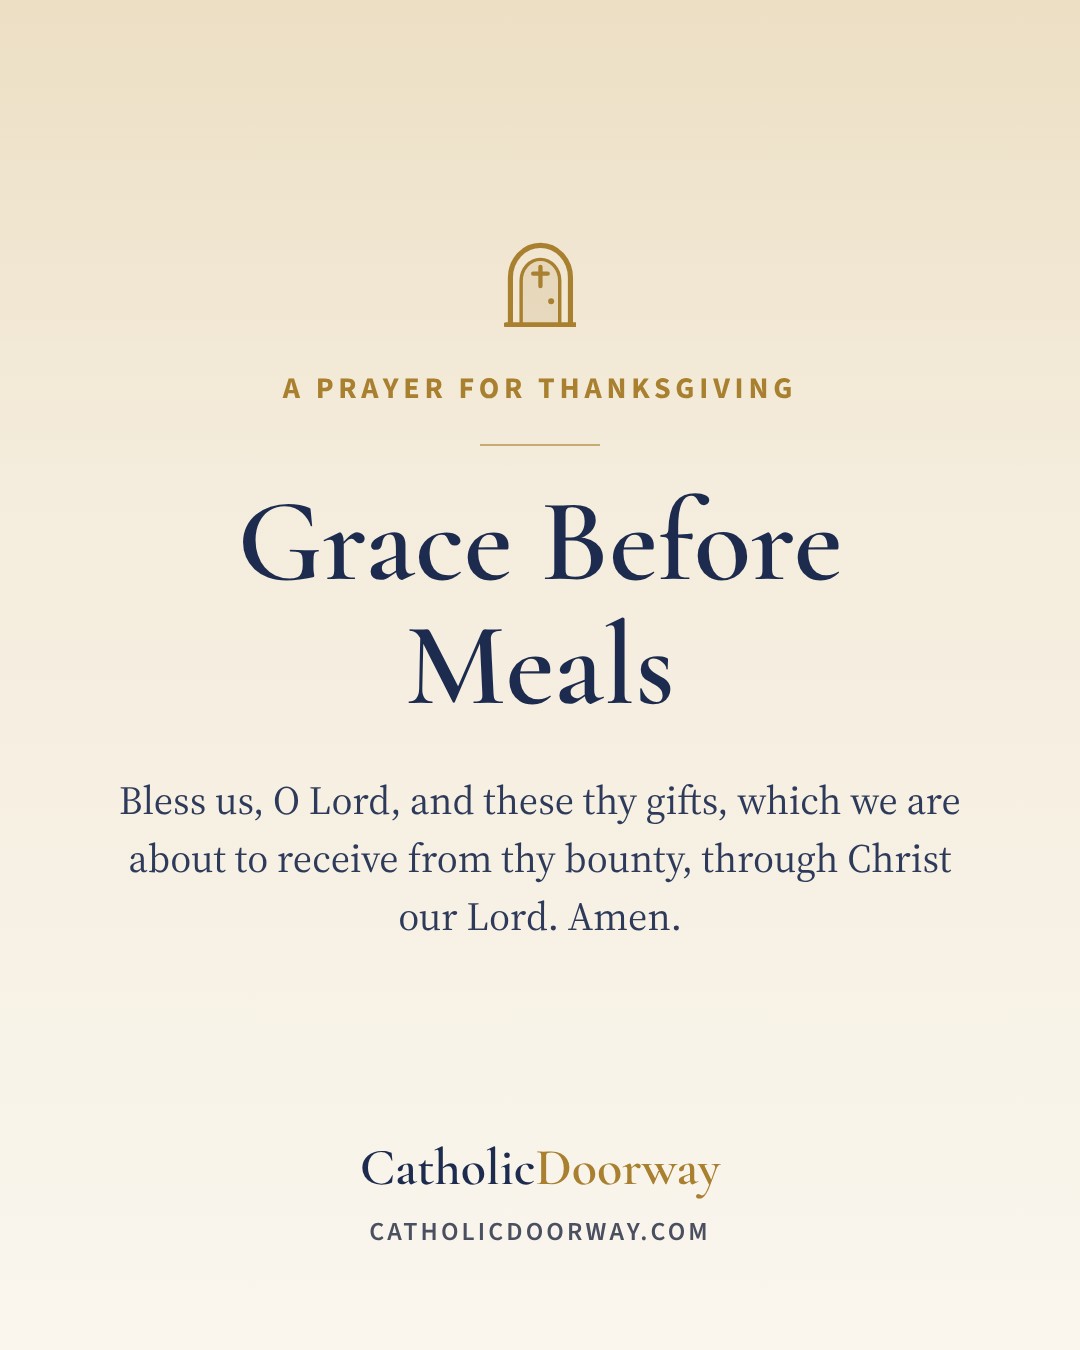 A PRAYER FOR THANKSGIVING
Grace Before
Meals
Bless us, O Lord, and these thy gifts, which we are
about to receive from thy bounty, through Christ
our Lord. Amen.
CatholicDoorway
CATHOLICDOORWAY.COM